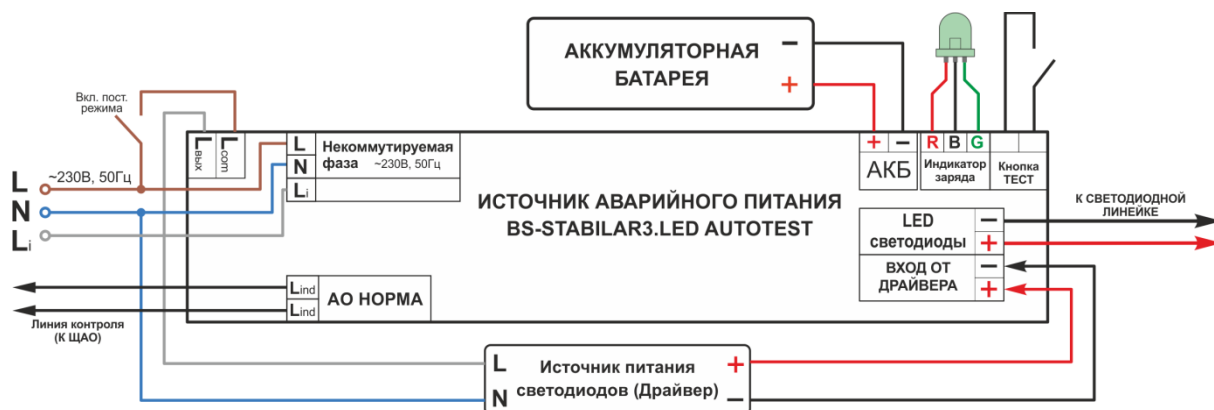 АККУМУЛЯТОРНАЯ
БАТАРЕЯ
−
+
Вкл. пост.
режима
Lвых
Lcom
L
N
Li
Некоммутируемая
фаза ~230В, 50Гц
+
−
АКБ
R
B
G
Индикатор
заряда
Кнопка
ТЕСТ
L
~230В, 50Гц
N
Li
ИСТОЧНИК АВАРИЙНОГО ПИТАНИЯ
BS-STABILAR3.LED AUTOTEST
К СВЕТОДИОДНОЙ
ЛИНЕЙКЕ
LED
светодиоды
−
+
ВХОД ОТ
ДРАЙВЕРА
−
+
Lind
Lind
АО НОРМА
Линия контроля
(К ЩАО)
L
N
Источник питания
светодиодов (Драйвер)
+
−